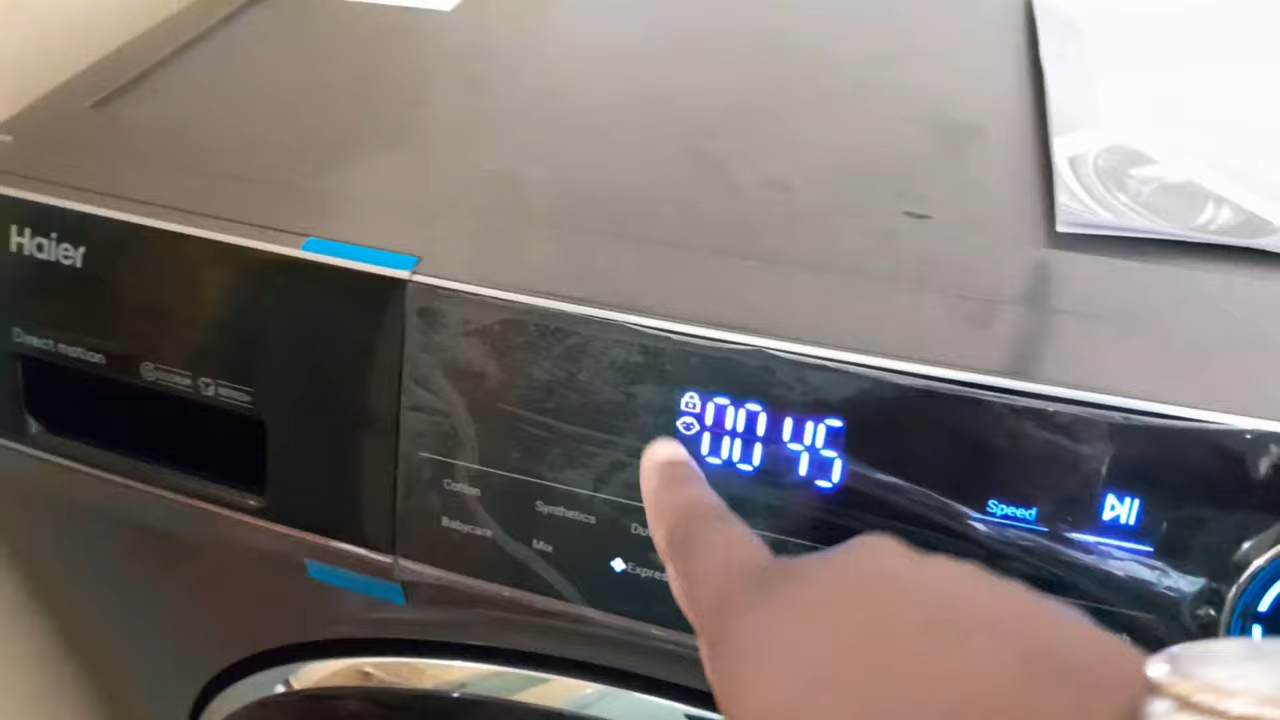 Haier
Direct motion
00 45
Speed
Cotton
Synthetics
Du
Babycare
Mix
Expres